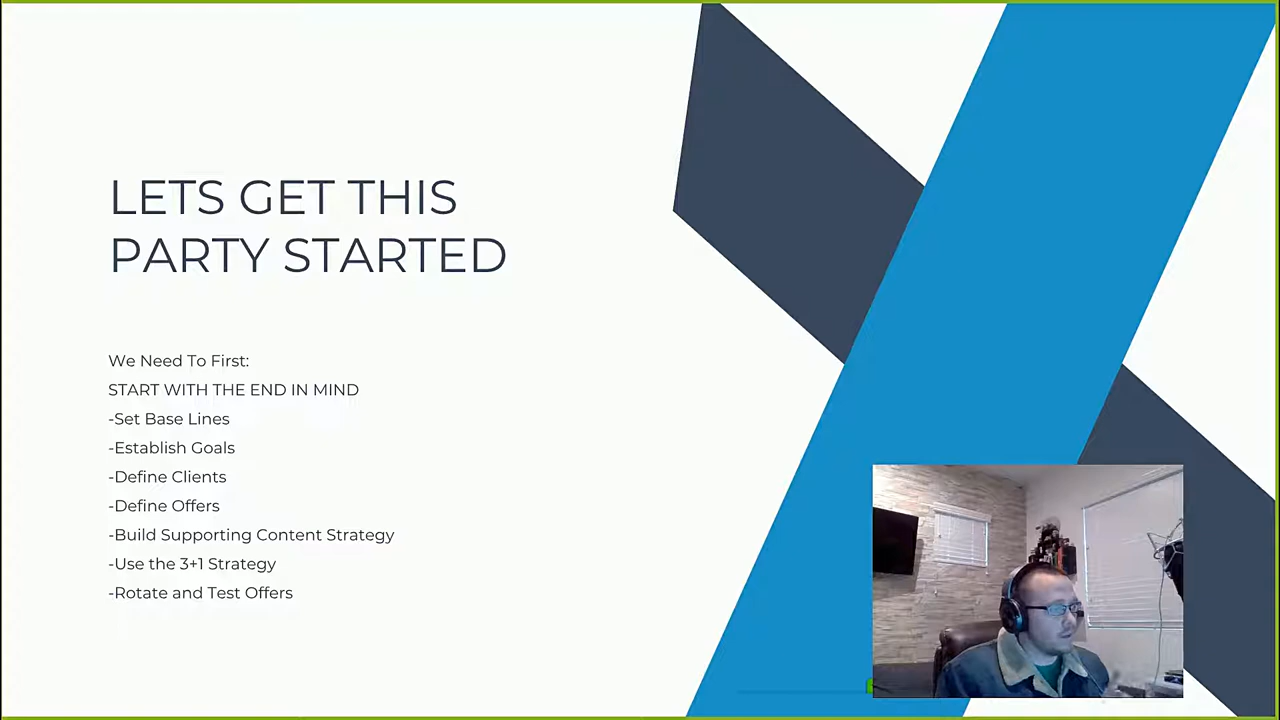 LETS GET THIS
PARTY STARTED
We Need To First:
START WITH THE END IN MIND
-Set Base Lines
-Establish Goals
-Define Clients
-Define Offers
-Build Supporting Content Strategy
-Use the 3+1 Strategy
-Rotate and Test Offers